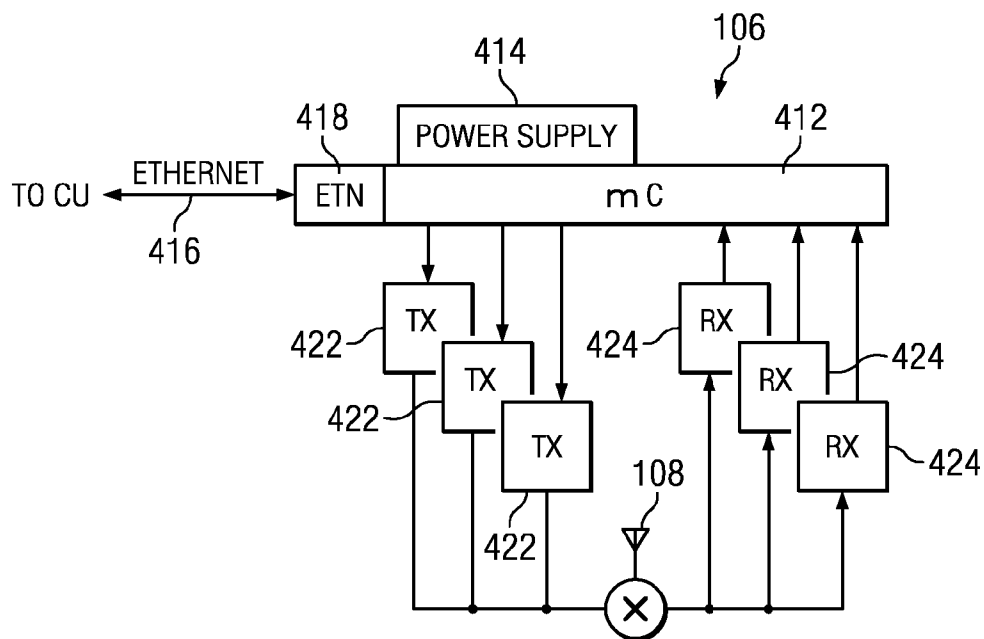 106
414
418
POWER SUPPLY
412
ETHERNET
TO CU
ETN
mC
416
TX
RX
422
424
TX
RX
424
422
TX
RX
424
108
422